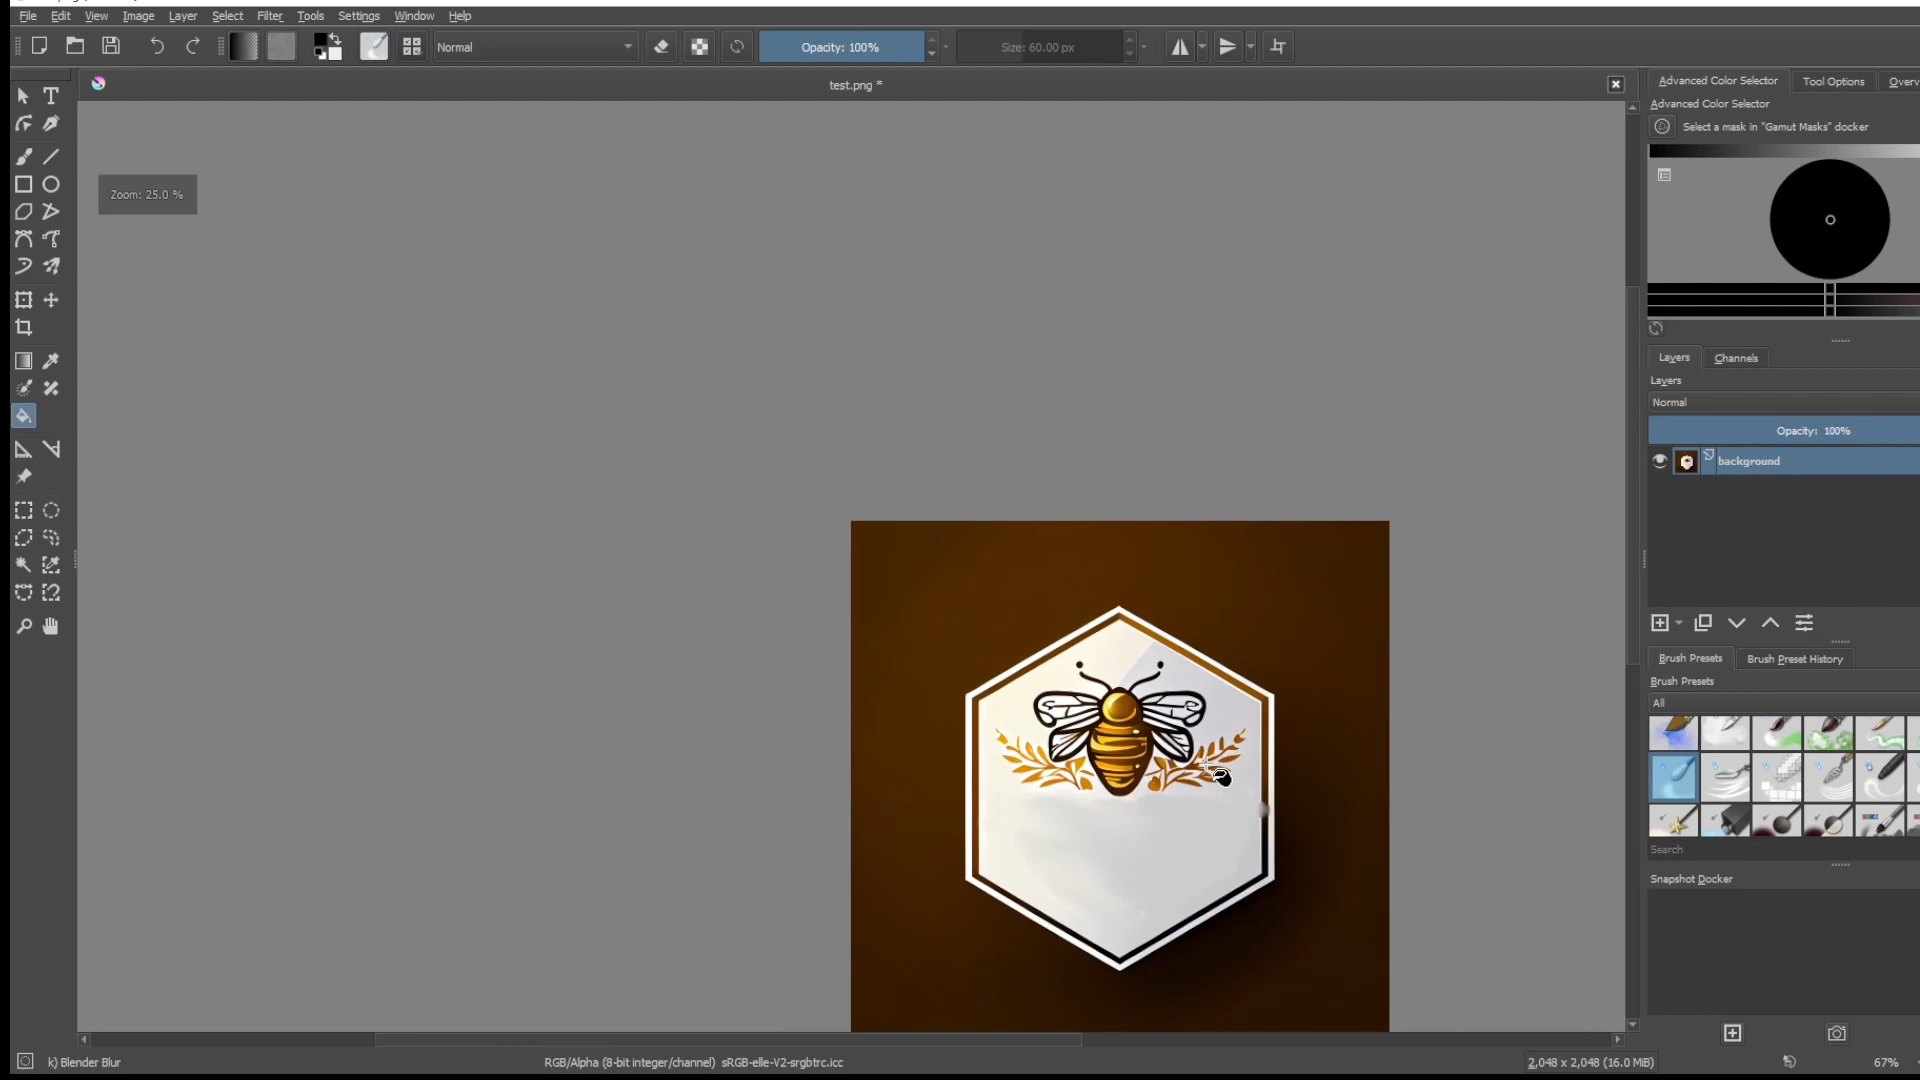 File Edit View Image Layer Select Filter Tools Settings Window Help
Normal
Opacity: 100%
Size: 60.00 px
test.png *
Zoom: 25.0 %
Advanced Color Selector Tool Options Overv
Advanced Color Selector
Select a mask in "Gamut Masks" docker
Layers Channels
Layers
Normal
Opacity: 100%
background
Brush Presets Brush Preset History
Brush Presets
All
Search
Snapshot Docker
k) Blender Blur
RGB/Alpha (8-bit integer/channel) sRGB-elle-V2-srgbtrc.icc
2,048 x 2,048 (16.0 MiB)
67%